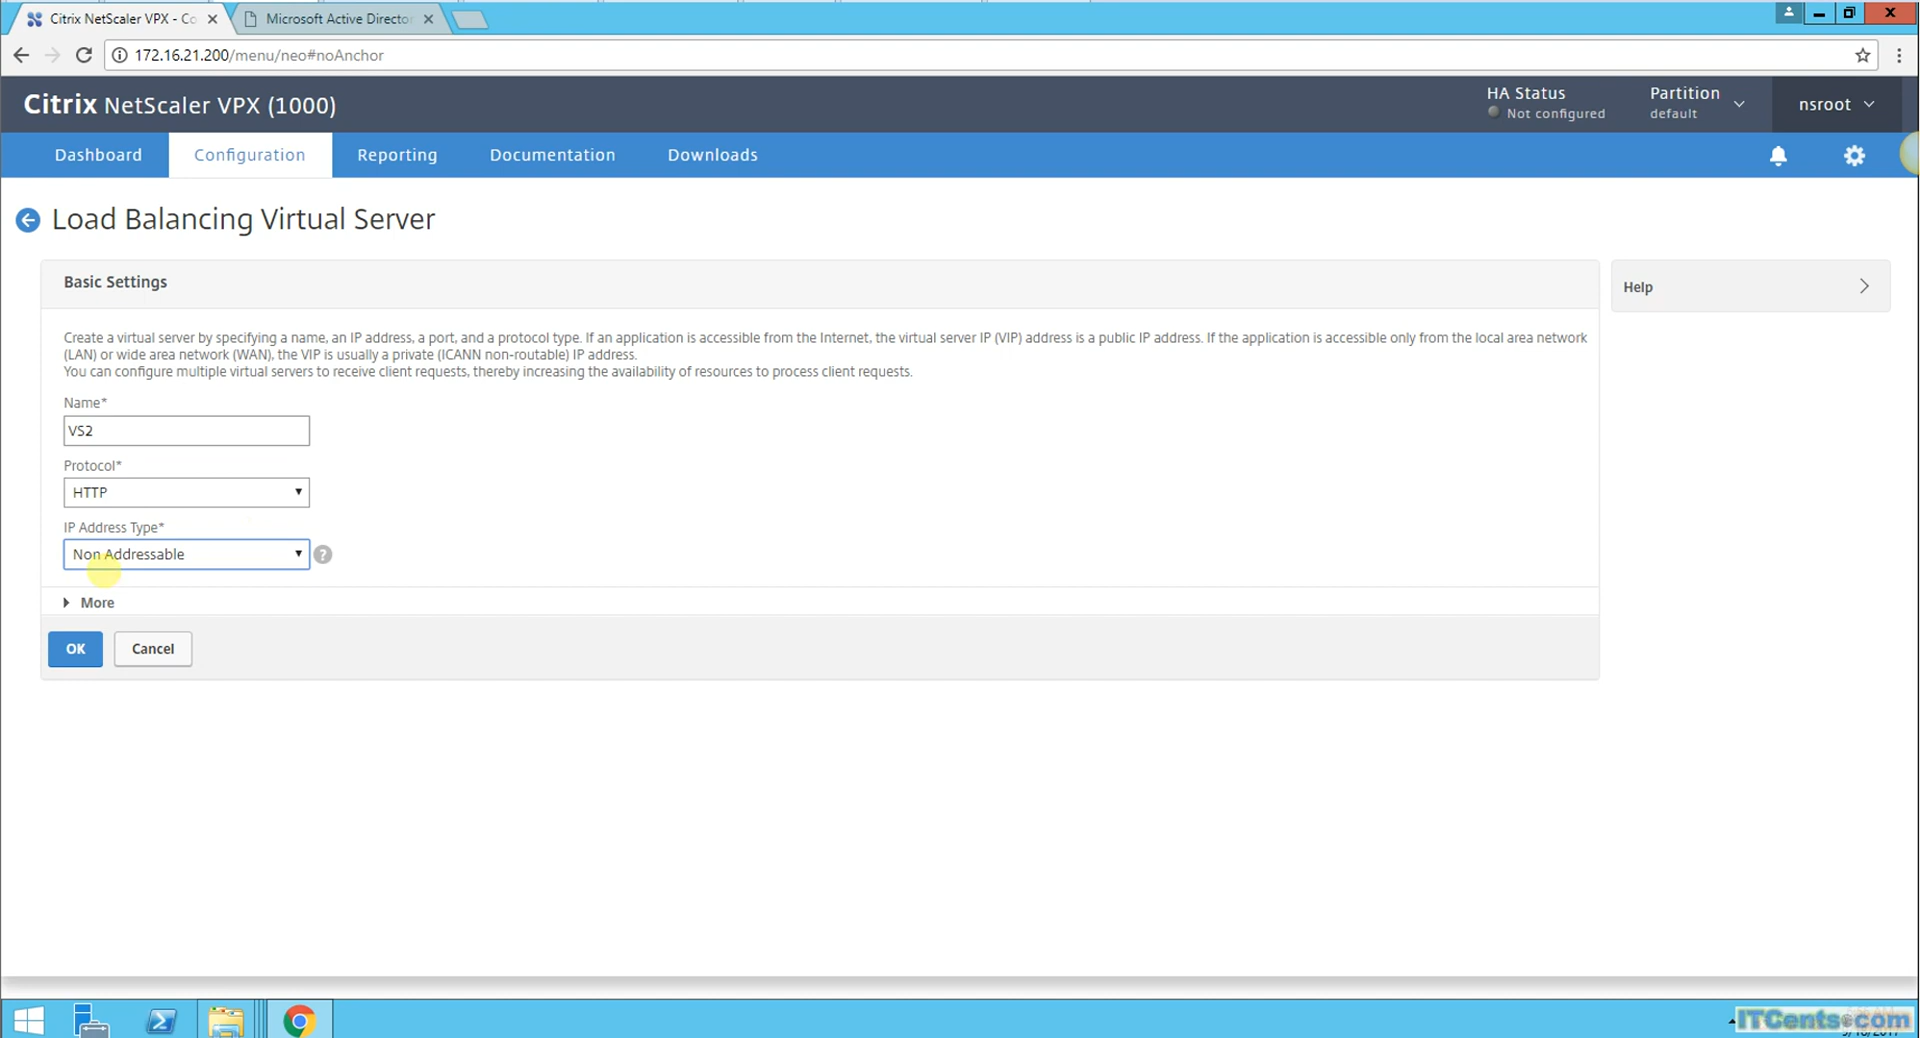 Citrix NetScaler VPX - Co
Microsoft Active Director
172.16.21.200/menu/neo#noAnchor
Citrix NetScaler VPX (1000)
HA Status
Not configured
Partition
default
nsroot
Dashboard
Configuration
Reporting
Documentation
Downloads
Load Balancing Virtual Server
Basic Settings
Help
Create a virtual server by specifying a name, an IP address, a port, and a protocol type. If an application is accessible from the Internet, the virtual server IP (VIP) address is a public IP address. If the application is accessible only from the local area network
(LAN) or wide area network (WAN), the VIP is usually a private (ICANN non-routable) IP address.
You can configure multiple virtual servers to receive client requests, thereby increasing the availability of resources to process client requests.
Name*
VS2
Protocol*
HTTP
IP Address Type*
Non Addressable
?
More
OK
Cancel
ITCents.com